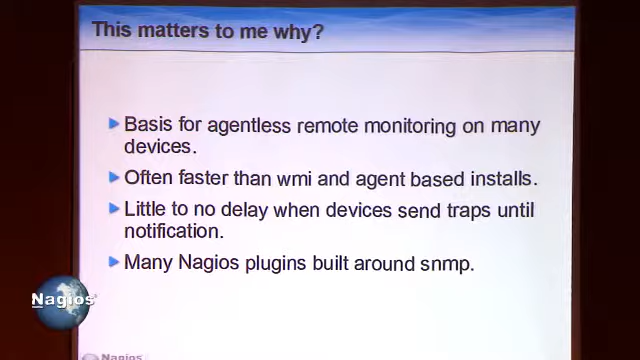 This matters to me why?
Basis for agentless remote monitoring on many
devices.
Often faster than wmi and agent based installs.
Little to no delay when devices send traps until
notification.
Many Nagios plugins built around snmp.
Nagios
Nagios